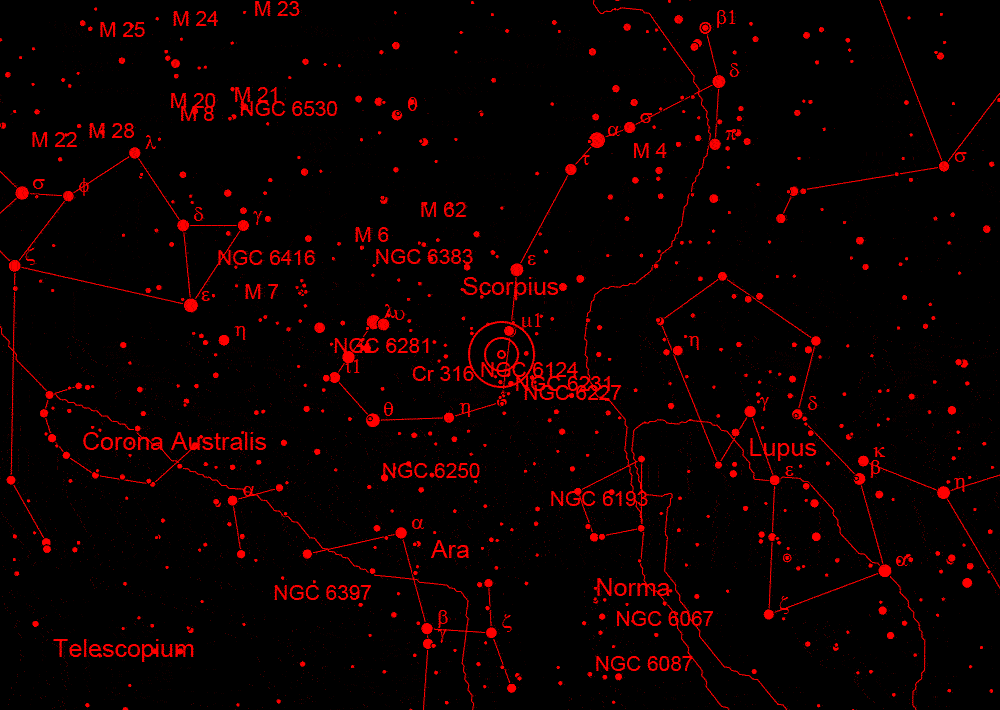 M 23
M 24
β1
M 25
δ
M 21
M 20
θ
NGC 6530
M 8
σ
α
M 28
π
M 22
λ
M 4
σ
τ
σ
φ
M 62
δ
γ
M 6
ζ
NGC 6416
NGC 6383
ε
Scorpius
M 7
ε
λυ
μ1
η
NGC 6281
η
ι1
NGC 6124
Cr 316
NGC 6231
NGC 6227
θ
η
γ
δ
Corona Australis
Lupus
κ
NGC 6250
ε
β
η
α
NGC 6193
α
Ara
α
NGC 6397
Norma
ζ
β
ζ
NGC 6067
γ
Telescopium
NGC 6087